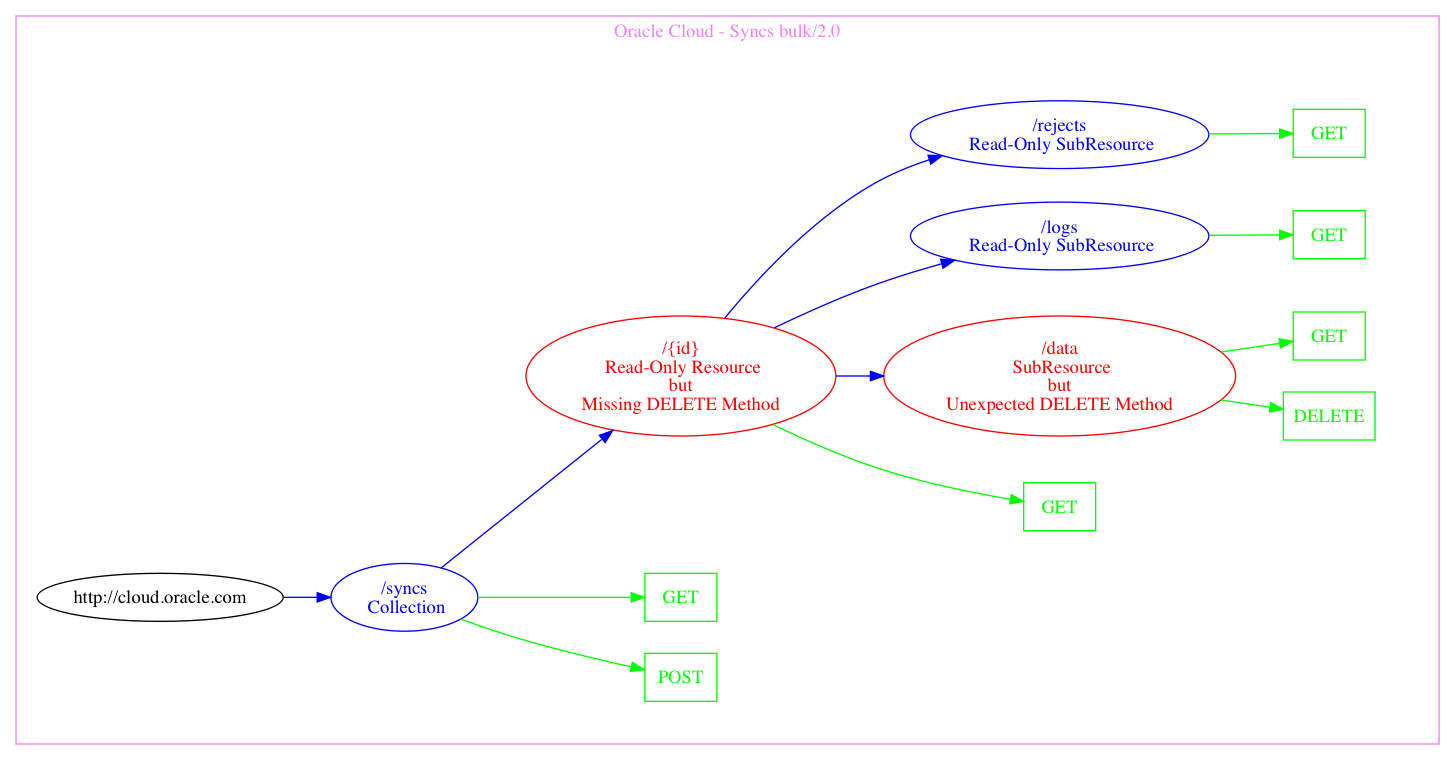 Oracle Cloud - Syncs bulk/2.0
/rejects
Read-Only SubResource
GET
/logs
Read-Only SubResource
GET
/{id}
Read-Only Resource
but
Missing DELETE Method
/data
SubResource
but
Unexpected DELETE Method
GET
DELETE
GET
http://cloud.oracle.com
/syncs
Collection
GET
POST